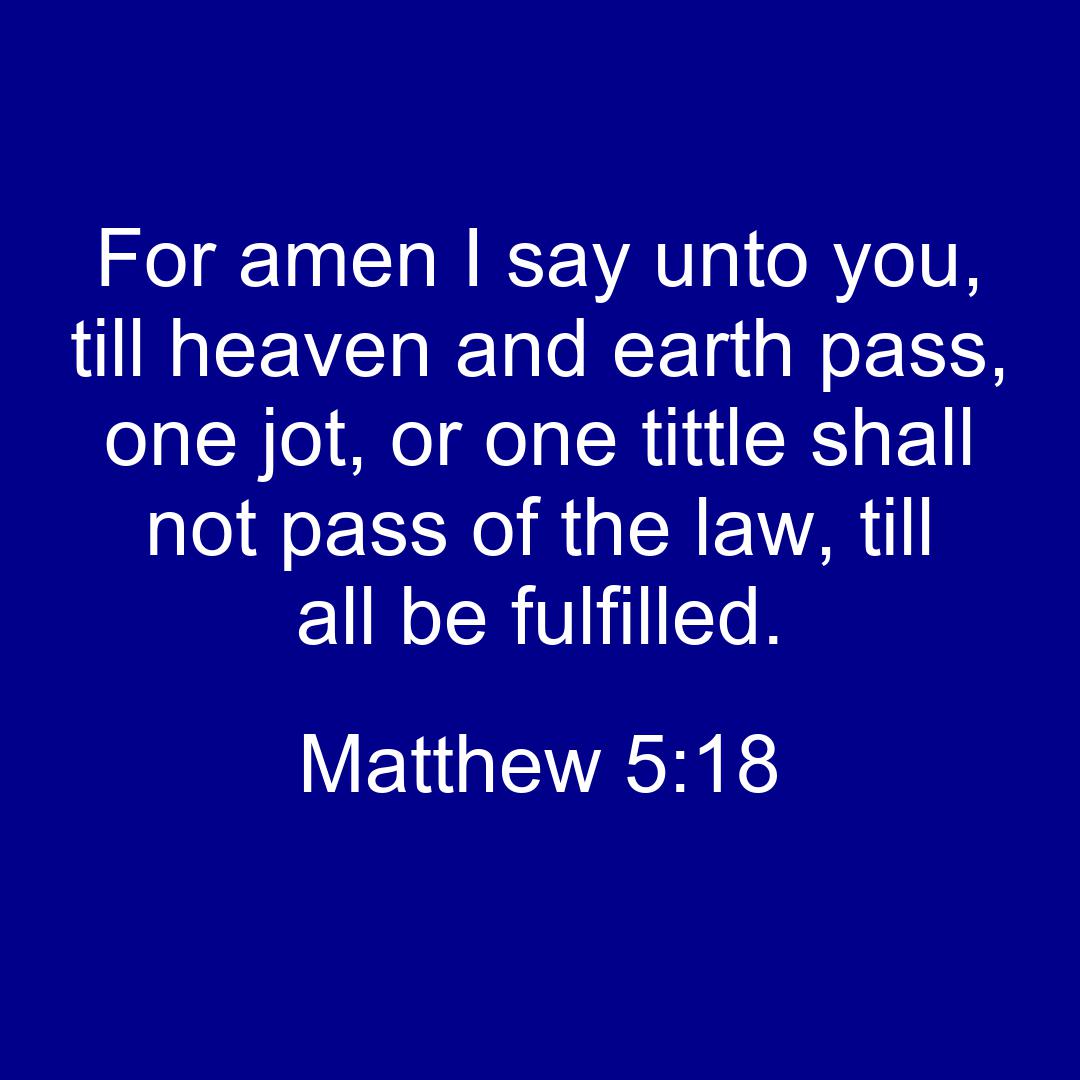 For amen I say unto you,
till heaven and earth pass,
one jot, or one tittle shall
not pass of the law, till
all be fulfilled.
Matthew 5:18